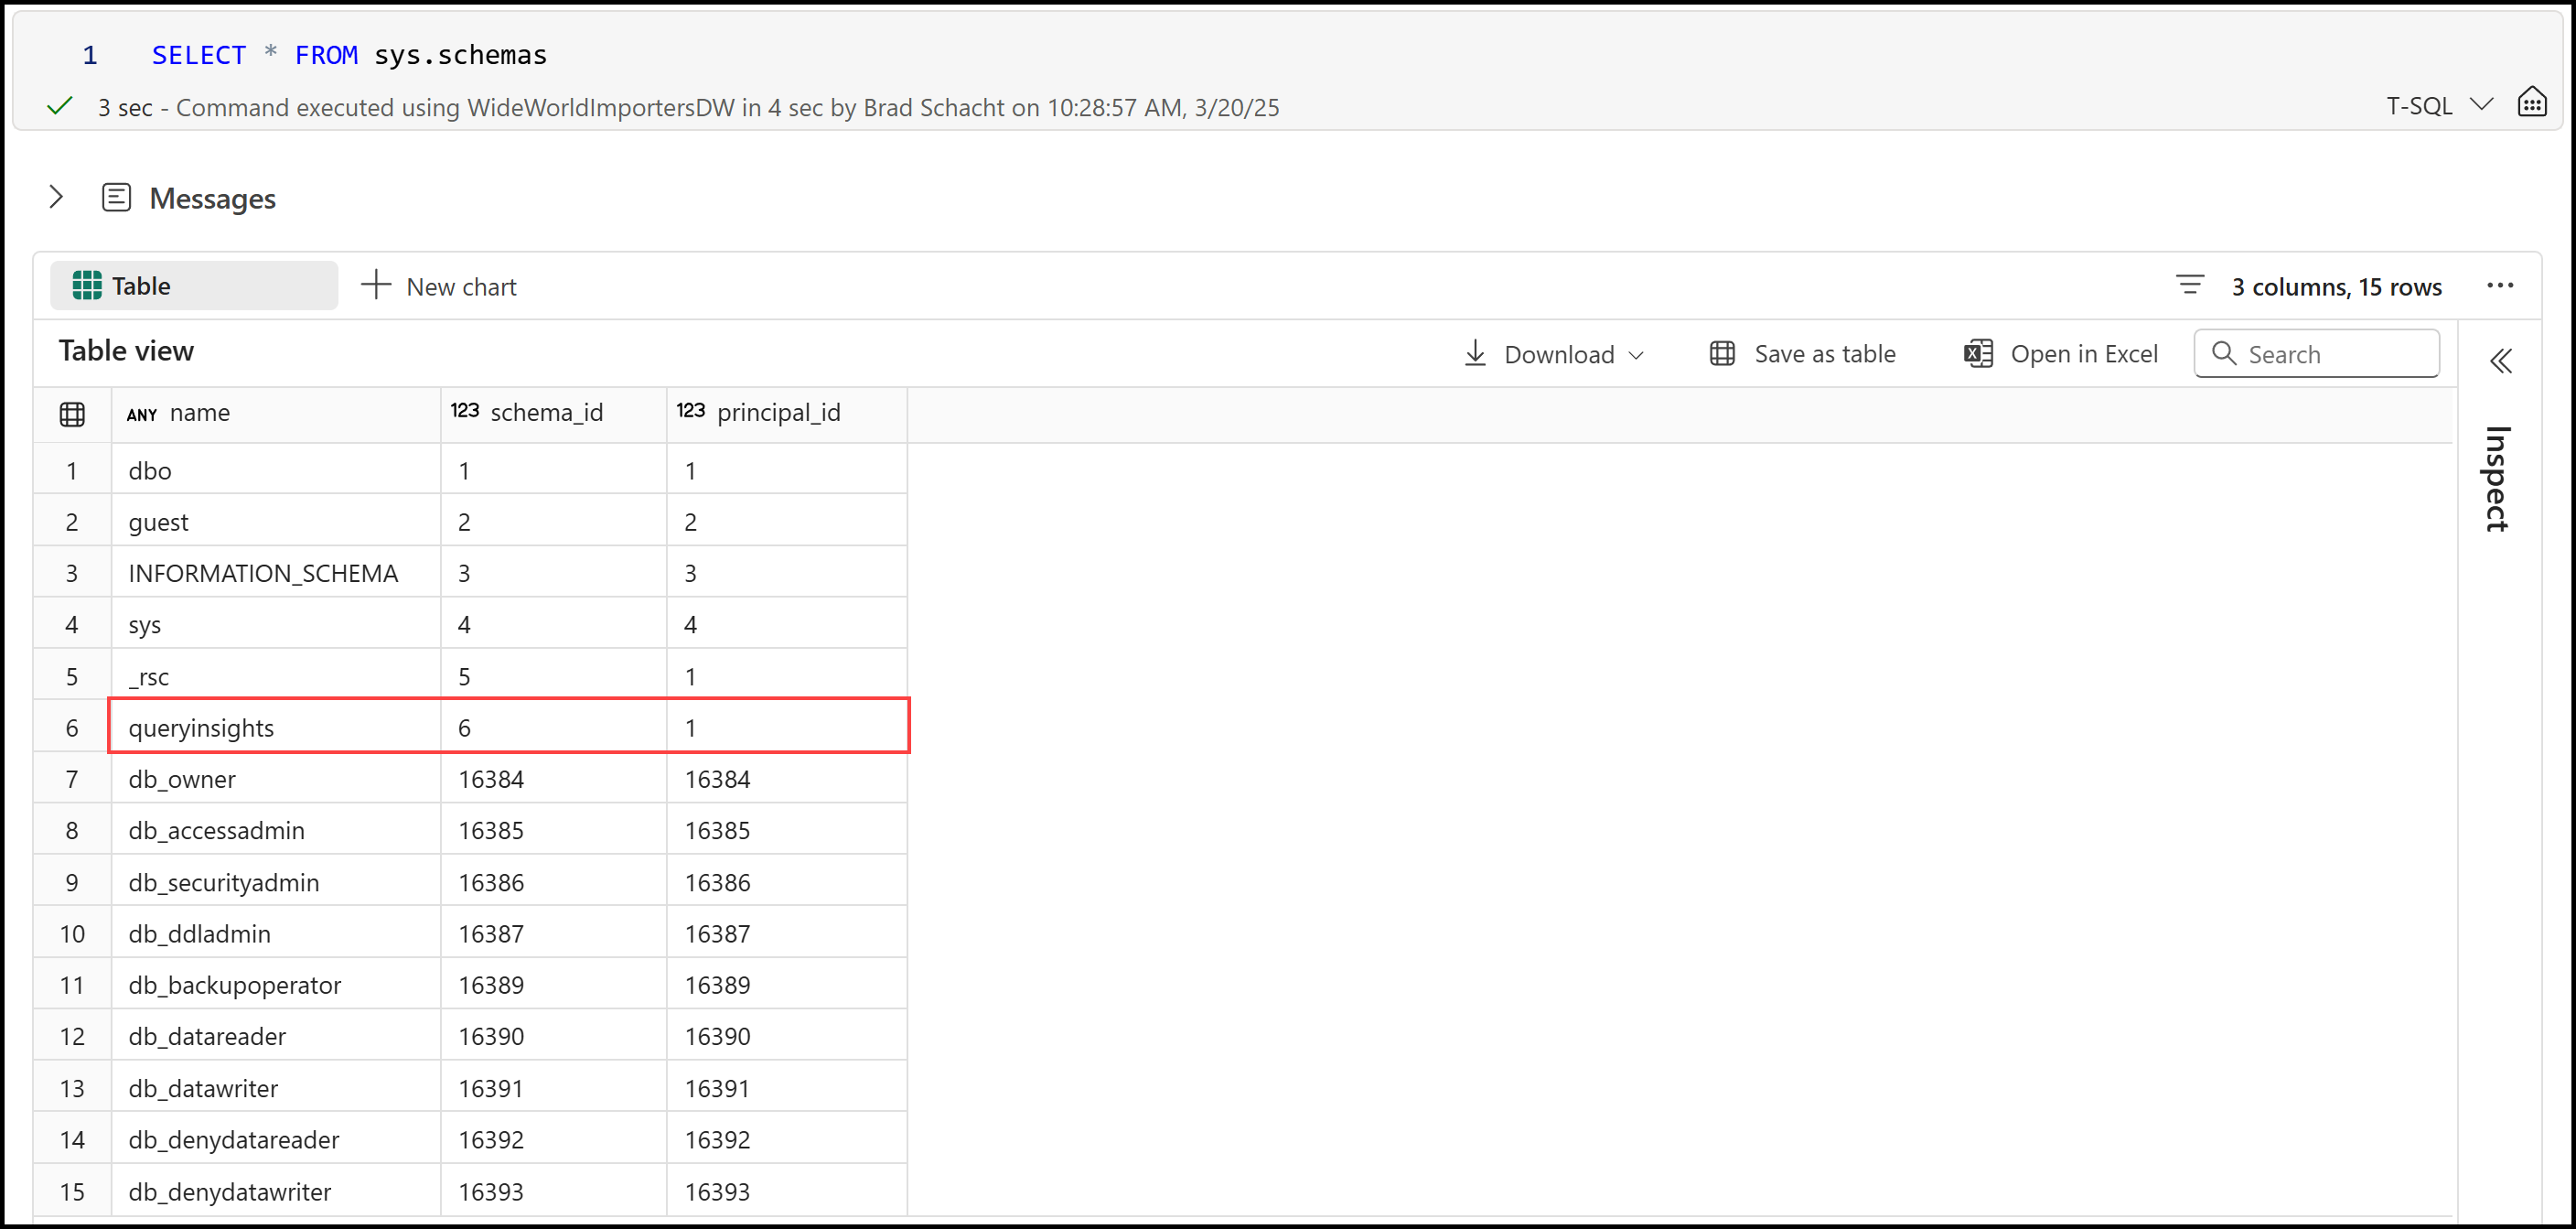 1 SELECT * FROM sys.schemas
3 sec - Command executed using WideWorldImportersDW in 4 sec by Brad Schacht on 10:28:57 AM, 3/20/25 T-SQL
Messages
Table New chart 3 columns, 15 rows
Table view Download Save as table Open in Excel Search
ANY name 123 schema_id 123 principal_id
Inspect
1 dbo 1 1
2 guest 2 2
3 INFORMATION_SCHEMA 3 3
4 sys 4 4
5 _rsc 5 1
6 queryinsights 6 1
7 db_owner 16384 16384
8 db_accessadmin 16385 16385
9 db_securityadmin 16386 16386
10 db_ddladmin 16387 16387
11 db_backupoperator 16389 16389
12 db_datareader 16390 16390
13 db_datawriter 16391 16391
14 db_denydatareader 16392 16392
15 db_denydatawriter 16393 16393